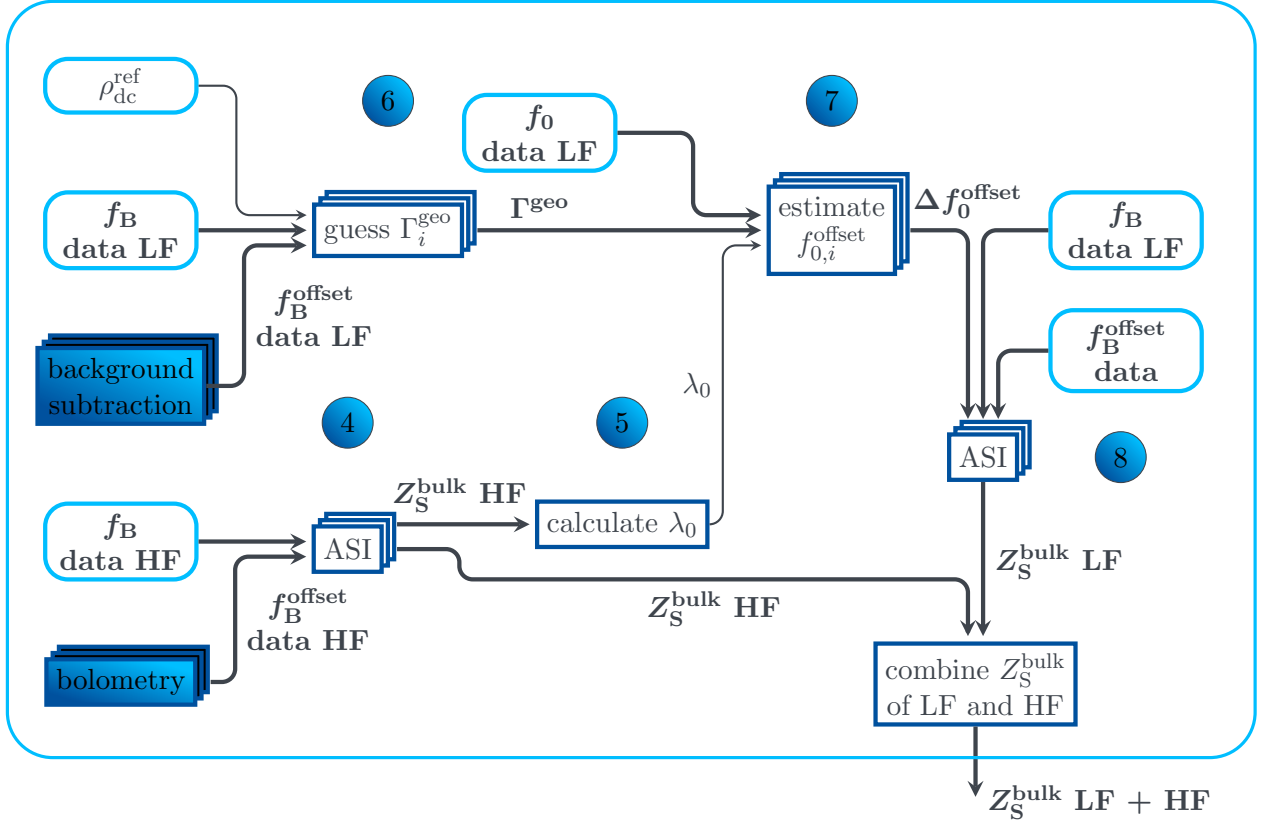 ρ_dc^ref
6
7
f_0
data LF
f_B
data LF
guess Γ_i^geo
Γ^geo
estimate
f_{0,i}^offset
Δf_0^offset
f_B
data LF
f_B^offset
data LF
f_B^offset
data
background
subtraction
4
5
λ_0
ASI
8
f_B
data HF
Z_S^bulk HF
ASI
calculate λ_0
Z_S^bulk LF
f_B^offset
data HF
Z_S^bulk HF
bolometry
combine Z_S^bulk
of LF and HF
Z_S^bulk LF + HF